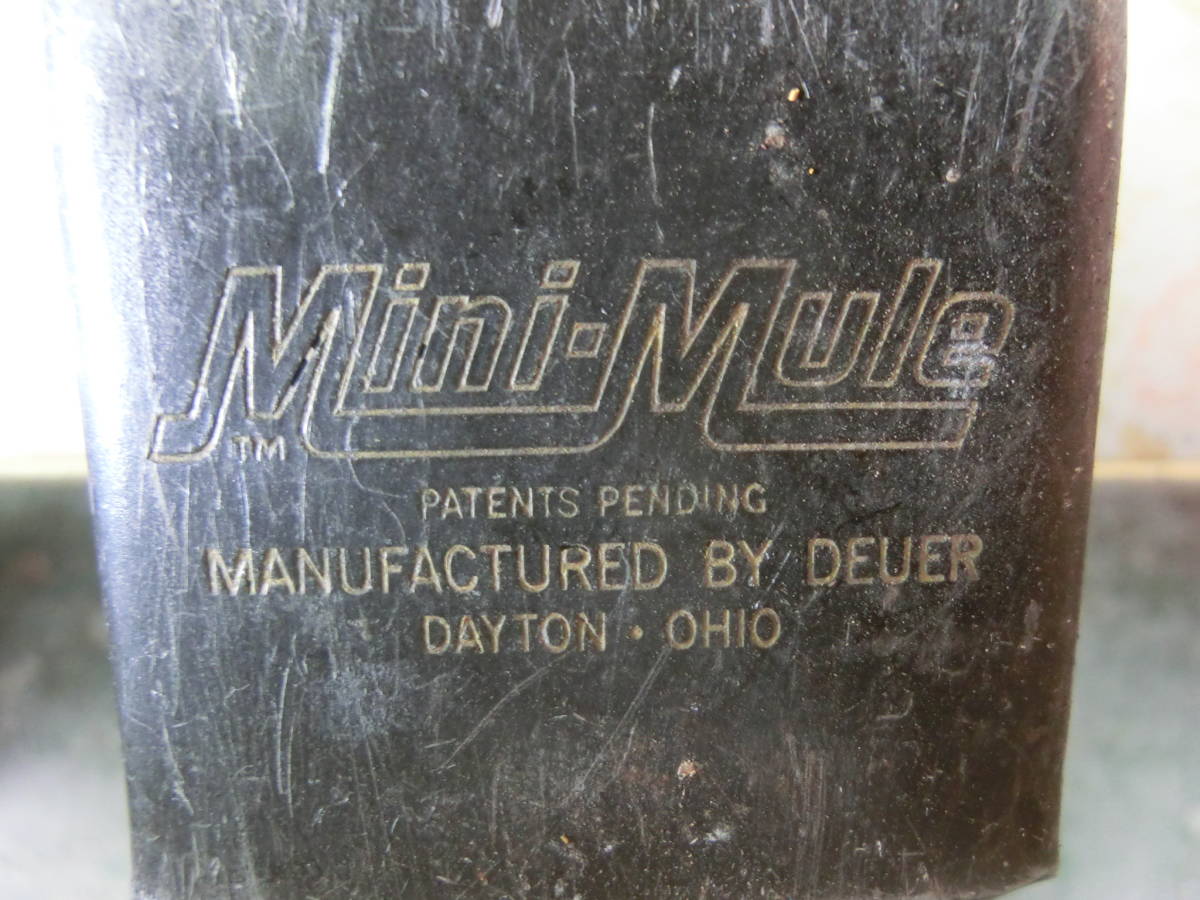 Mini-Mule
TM
PATENTS PENDING
MANUFACTURED BY DEUER
DAYTON • OHIO